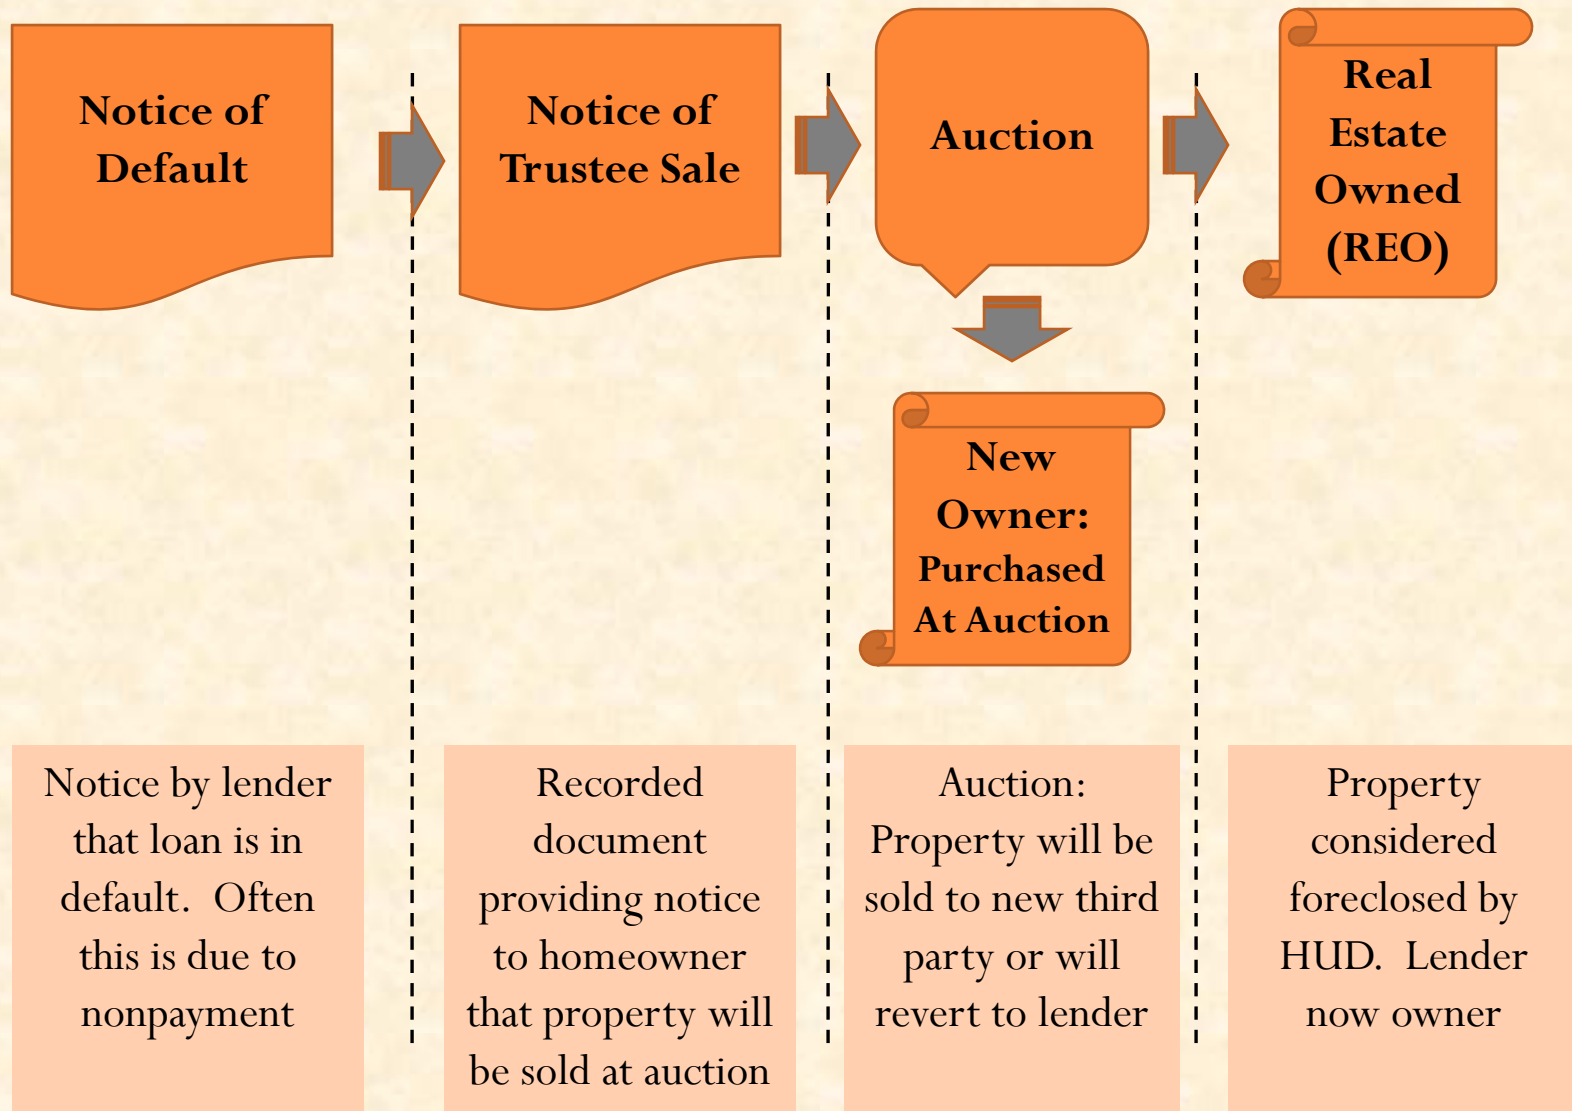 Notice of
Default
Notice of
Trustee Sale
Auction
Real
Estate
Owned
(REO)
New
Owner:
Purchased
At Auction
Notice by lender
that loan is in
default.  Often
this is due to
nonpayment
Recorded
document
providing notice
to homeowner
that property will
be sold at auction
Auction:
Property will be
sold to new third
party or will
revert to lender
Property
considered
foreclosed by
HUD.  Lender
now owner